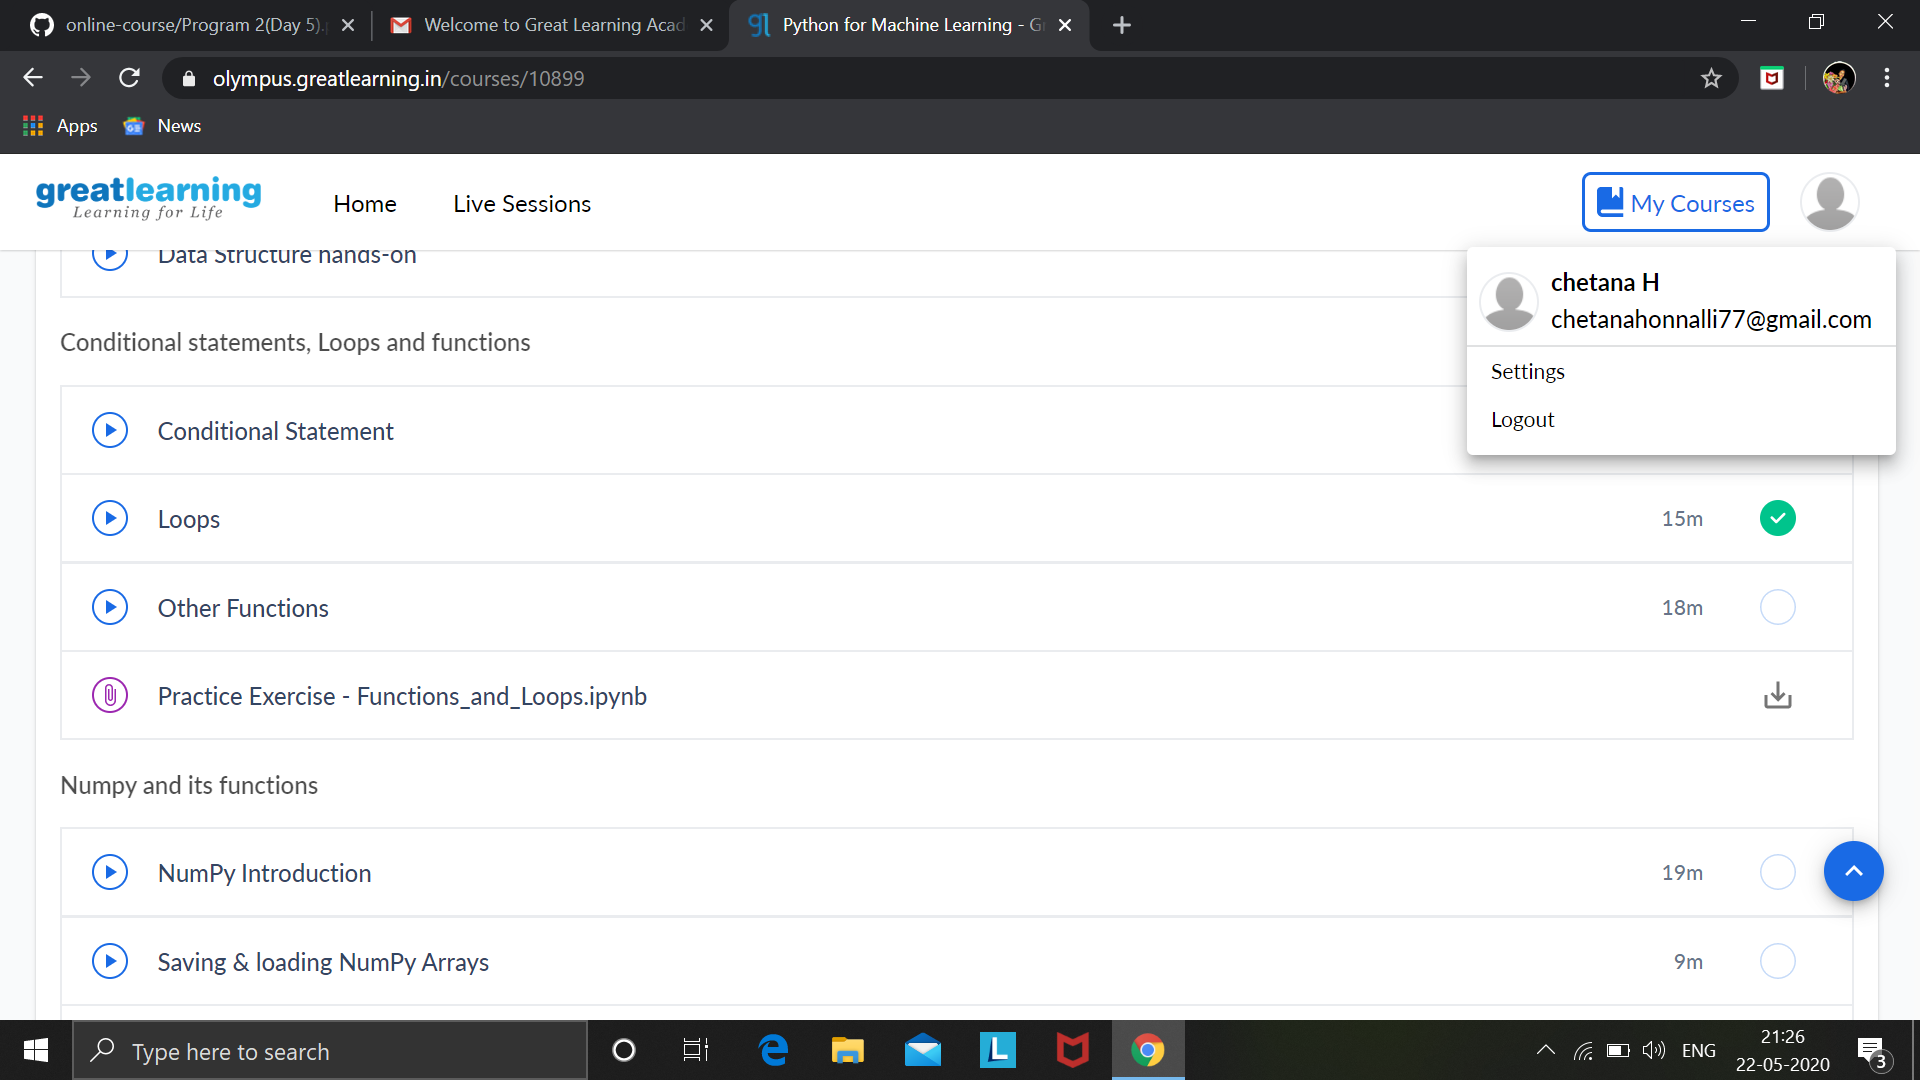 online-course/Program 2(Day 5).
Welcome to Great Learning Acad
Python for Machine Learning - G
olympus.greatlearning.in/courses/10899
Apps
News
greatlearning
Learning for Life
Home
Live Sessions
My Courses
chetana H
chetanahonnalli77@gmail.com
Settings
Logout
Data Structure hands-on
Conditional statements, Loops and functions
Conditional Statement
Loops 15m
Other Functions 18m
Practice Exercise - Functions_and_Loops.ipynb
Numpy and its functions
NumPy Introduction 19m
Saving & loading NumPy Arrays 9m
Type here to search
ENG
21:26
22-05-2020
3